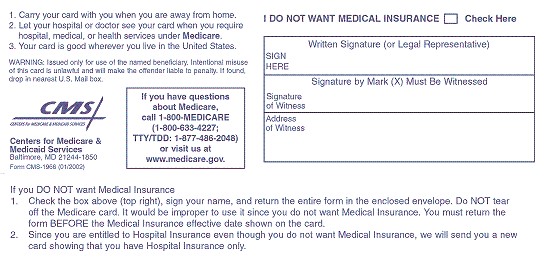 1. Carry your card with you when you are away from home.
2. Let your hospital or doctor see your card when you require
hospital, medical, or health services under Medicare.
3. Your card is good wherever you live in the United States.
WARNING: Issued only for use of the named beneficiary. Intentional misuse
of this card is unlawful and will make the offender liable to penalty. If found,
drop in nearest U.S. Mail box.
CMS
CENTERS for MEDICARE & MEDICAID SERVICES
Centers for Medicare &
Medicaid Services
Baltimore, MD 21244-1850
Form CMS-1966 (01/2002)
If you have questions
about Medicare,
call 1-800-MEDICARE
(1-800-633-4227;
TTY/TDD: 1-877-486-2048)
or visit us at
www.medicare.gov.
I DO NOT WANT MEDICAL INSURANCE Check Here
Written Signature (or Legal Representative)
SIGN
HERE
Signature by Mark (X) Must Be Witnessed
Signature
of Witness
Address
of Witness
If you DO NOT want Medical Insurance
1. Check the box above (top right), sign your name, and return the entire form in the enclosed envelope. Do NOT tear
off the Medicare card. It would be improper to use it since you do not want Medical Insurance. You must return the
form BEFORE the Medical Insurance effective date shown on the card.
2. Since you are entitled to Hospital Insurance even though you do not want Medical Insurance, we will send you a new
card showing that you have Hospital Insurance only.